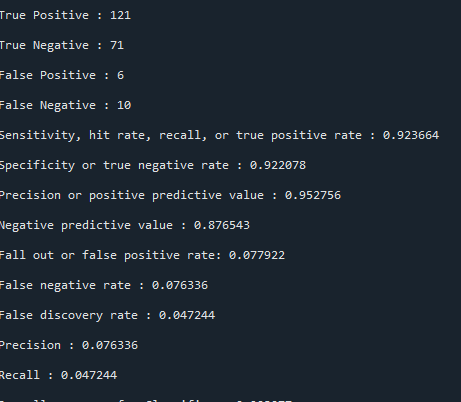 True Positive : 121
True Negative : 71
False Positive : 6
False Negative : 10
Sensitivity, hit rate, recall, or true positive rate : 0.923664
Specificity or true negative rate : 0.922078
Precision or positive predictive value : 0.952756
Negative predictive value : 0.876543
Fall out or false positive rate: 0.077922
False negative rate : 0.076336
False discovery rate : 0.047244
Precision : 0.076336
Recall : 0.047244